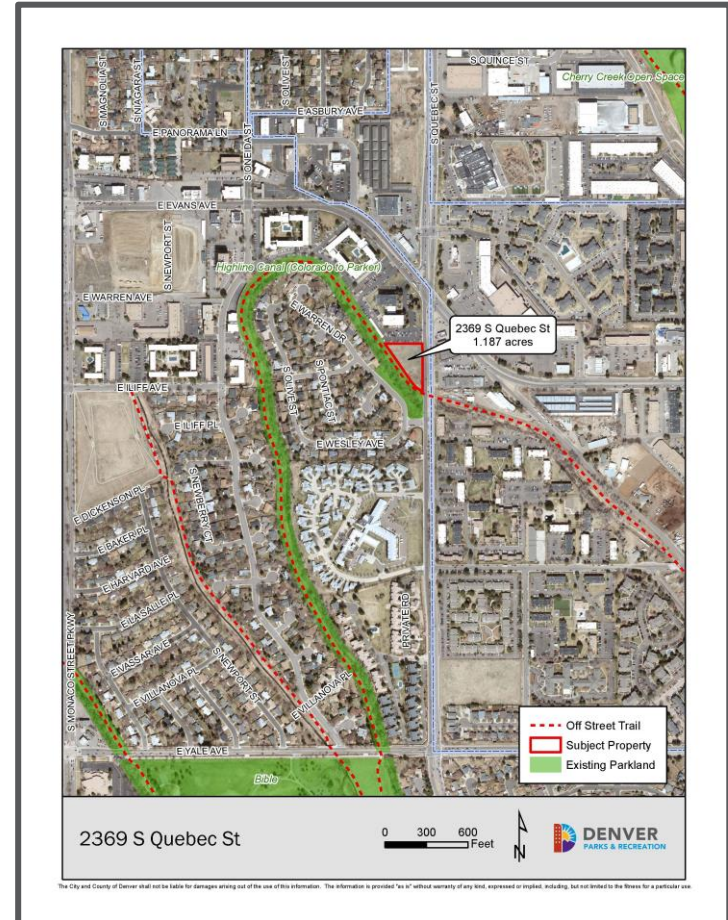 S QUINCE ST
Cherry Creek Open Space
S MAGNOLIA ST
S NIAGARA ST
S OLIVE ST
S QUEBEC ST
E ASBURY AVE
S ONEIDA ST
E PANORAMA LN
E EVANS AVE
S NEWPORT ST
Highline Canal (Colorado to Parker)
E WARREN AVE
E WARREN DR
2369 S Quebec St
1.187 acres
S PONTIAC ST
S OLIVE ST
E ILIFF AVE
E ILIFF PL
E WESLEY AVE
S NEWBERRY CT
E DICKENSON PL
E BAKER PL
E HARVARD AVE
E LA SALLE PL
E VASSAR AVE
E VILLANOVA PL
S NEWPORT ST
E VILLANOVA PL
PRIVATE RD
S MONACO STREET PKWY
E YALE AVE
Bible
Off Street Trail
Subject Property
Existing Parkland
2369 S Quebec St
0 300 600
Feet
N
DENVER
PARKS & RECREATION
The City and County of Denver shall not be liable for damages arising out of the use of this information. The information is provided "as is" without warranty of any kind, expressed or implied, including, but not limited to the fitness for a particular use.